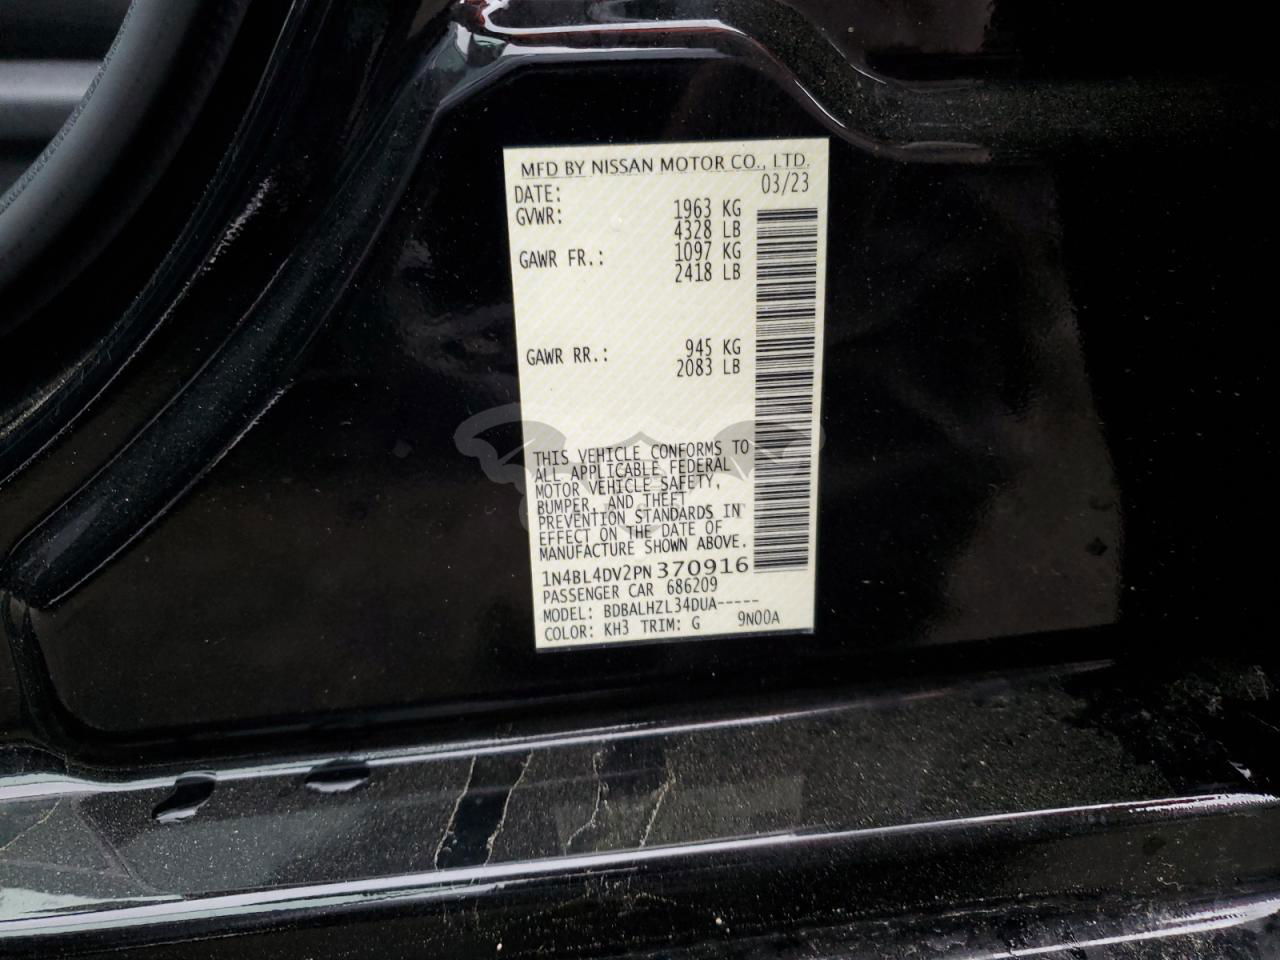 MFD BY NISSAN MOTOR CO., LTD.
DATE: 03/23
GVWR: 1963 KG
4328 LB
GAWR FR.: 1097 KG
2418 LB
GAWR RR.: 945 KG
2083 LB
THIS VEHICLE CONFORMS TO
ALL APPLICABLE FEDERAL
MOTOR VEHICLE SAFETY,
BUMPER, AND THEFT
PREVENTION STANDARDS IN
EFFECT ON THE DATE OF
MANUFACTURE SHOWN ABOVE.
1N4BL4DV2PN370916
PASSENGER CAR 686209
MODEL: BDBALHZL34DUA-----
COLOR: KH3 TRIM: G 9N00A